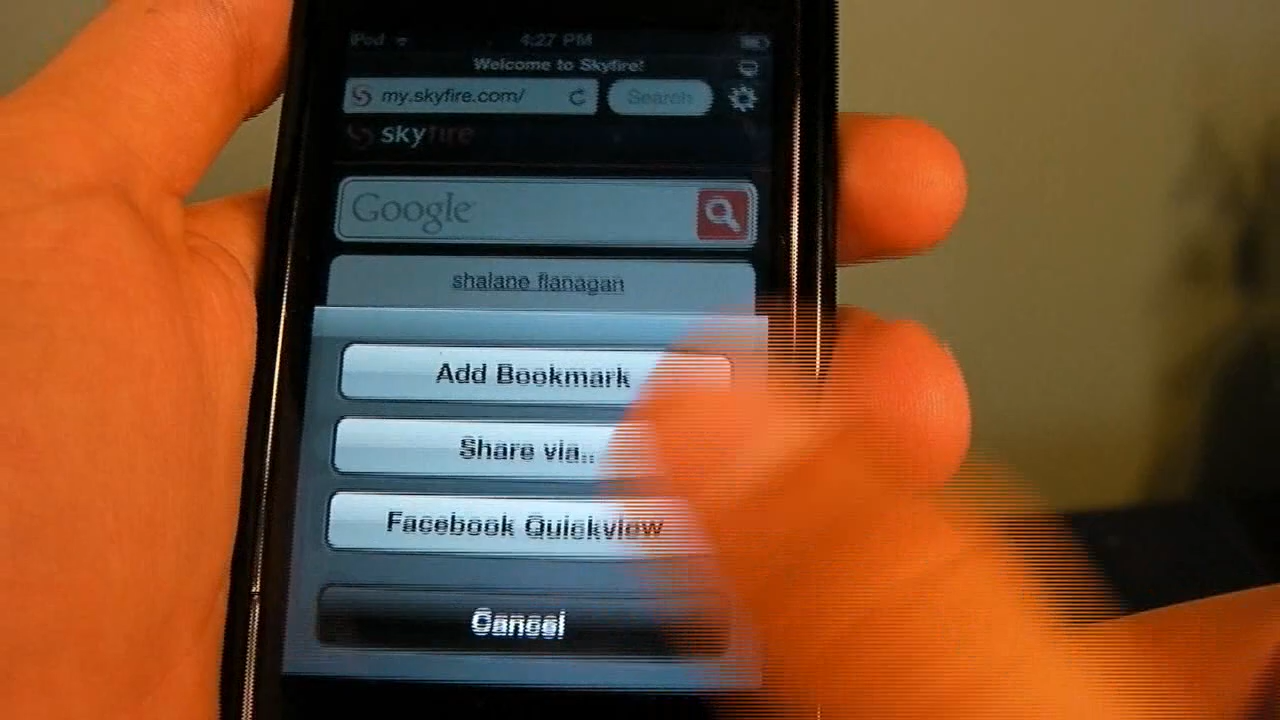 iPod 4:27 PM
Welcome to Skyfire!
my.skyfire.com/ Search
skyfire
Google
shalane flanagan
Add Bookmark
Share via..
Facebook Quickview
Cancel